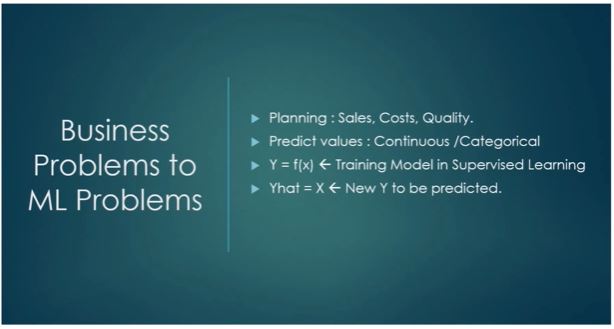 Business
Problems to
ML Problems
Planning : Sales, Costs, Quality.
Predict values : Continuous /Categorical
Y = f(x) ← Training Model in Supervised Learning
Yhat = X ← New Y to be predicted.